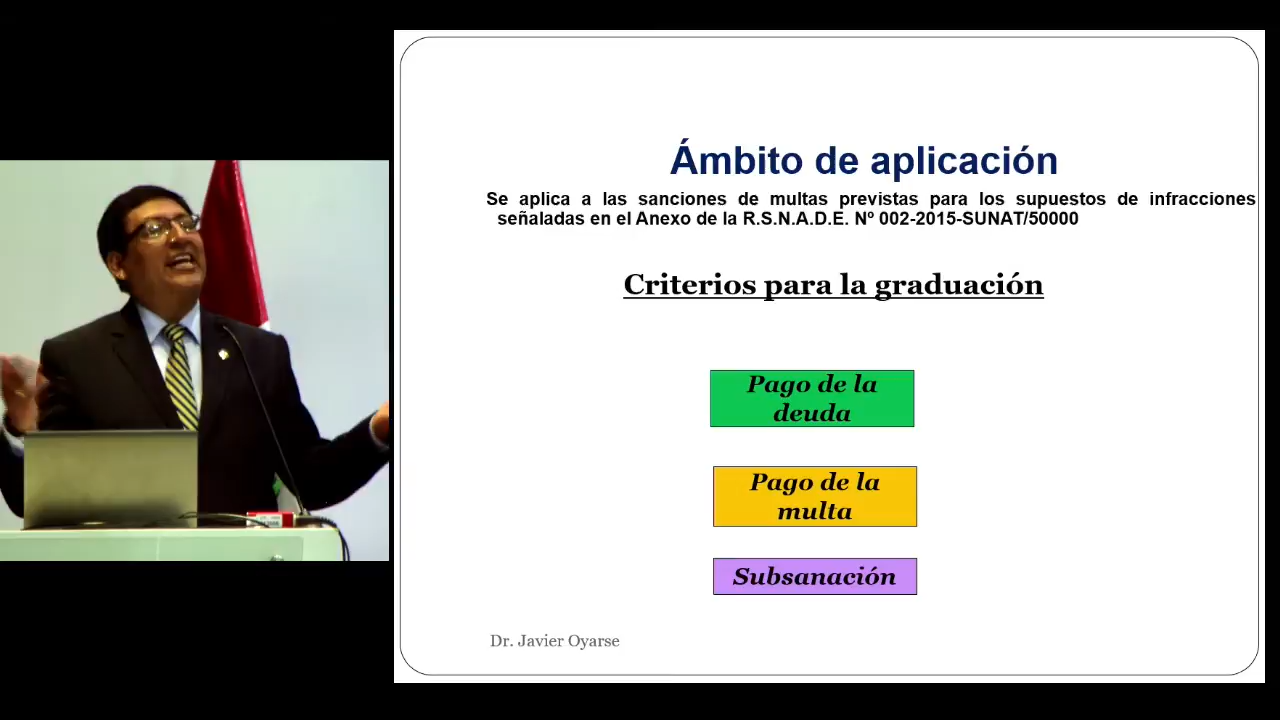 Ámbito de aplicación
Se aplica a las sanciones de multas previstas para los supuestos de infracciones
señaladas en el Anexo de la R.S.N.A.D.E. Nº 002-2015-SUNAT/50000
Criterios para la graduación
Pago de la
deuda
Pago de la
multa
Subsanación
Dr. Javier Oyarse